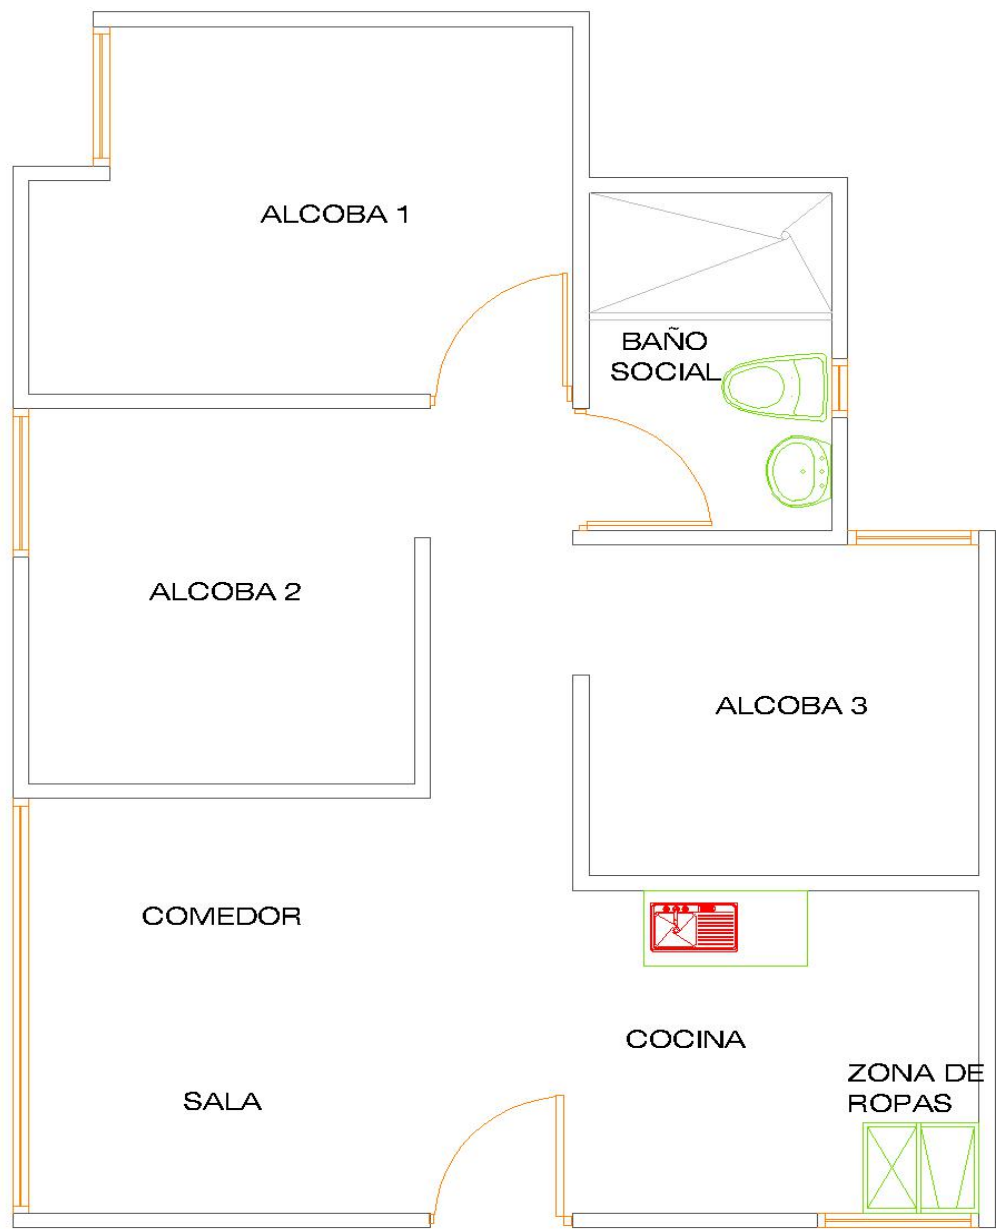 ALCOBA 1
BAÑO
SOCIAL
ALCOBA 2
ALCOBA 3
COMEDOR
COCINA
ZONA DE
ROPAS
SALA